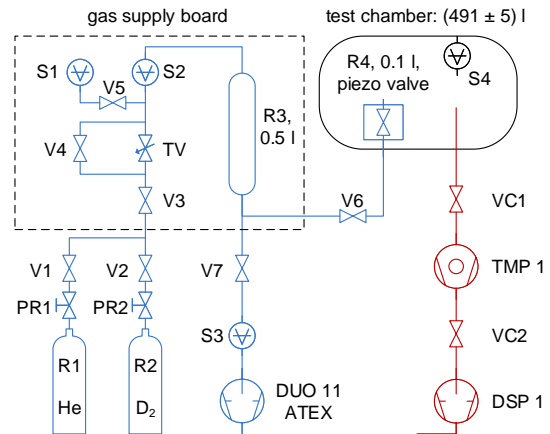 gas supply board
test chamber: (491 ± 5) l
S1
S2
V5
R3,
0.5 l
R4, 0.1 l,
piezo valve
S4
V4
TV
V3
V6
VC1
V1
V2
V7
TMP 1
PR1
PR2
VC2
S3
R1
He
R2
D₂
DUO 11
ATEX
DSP 1